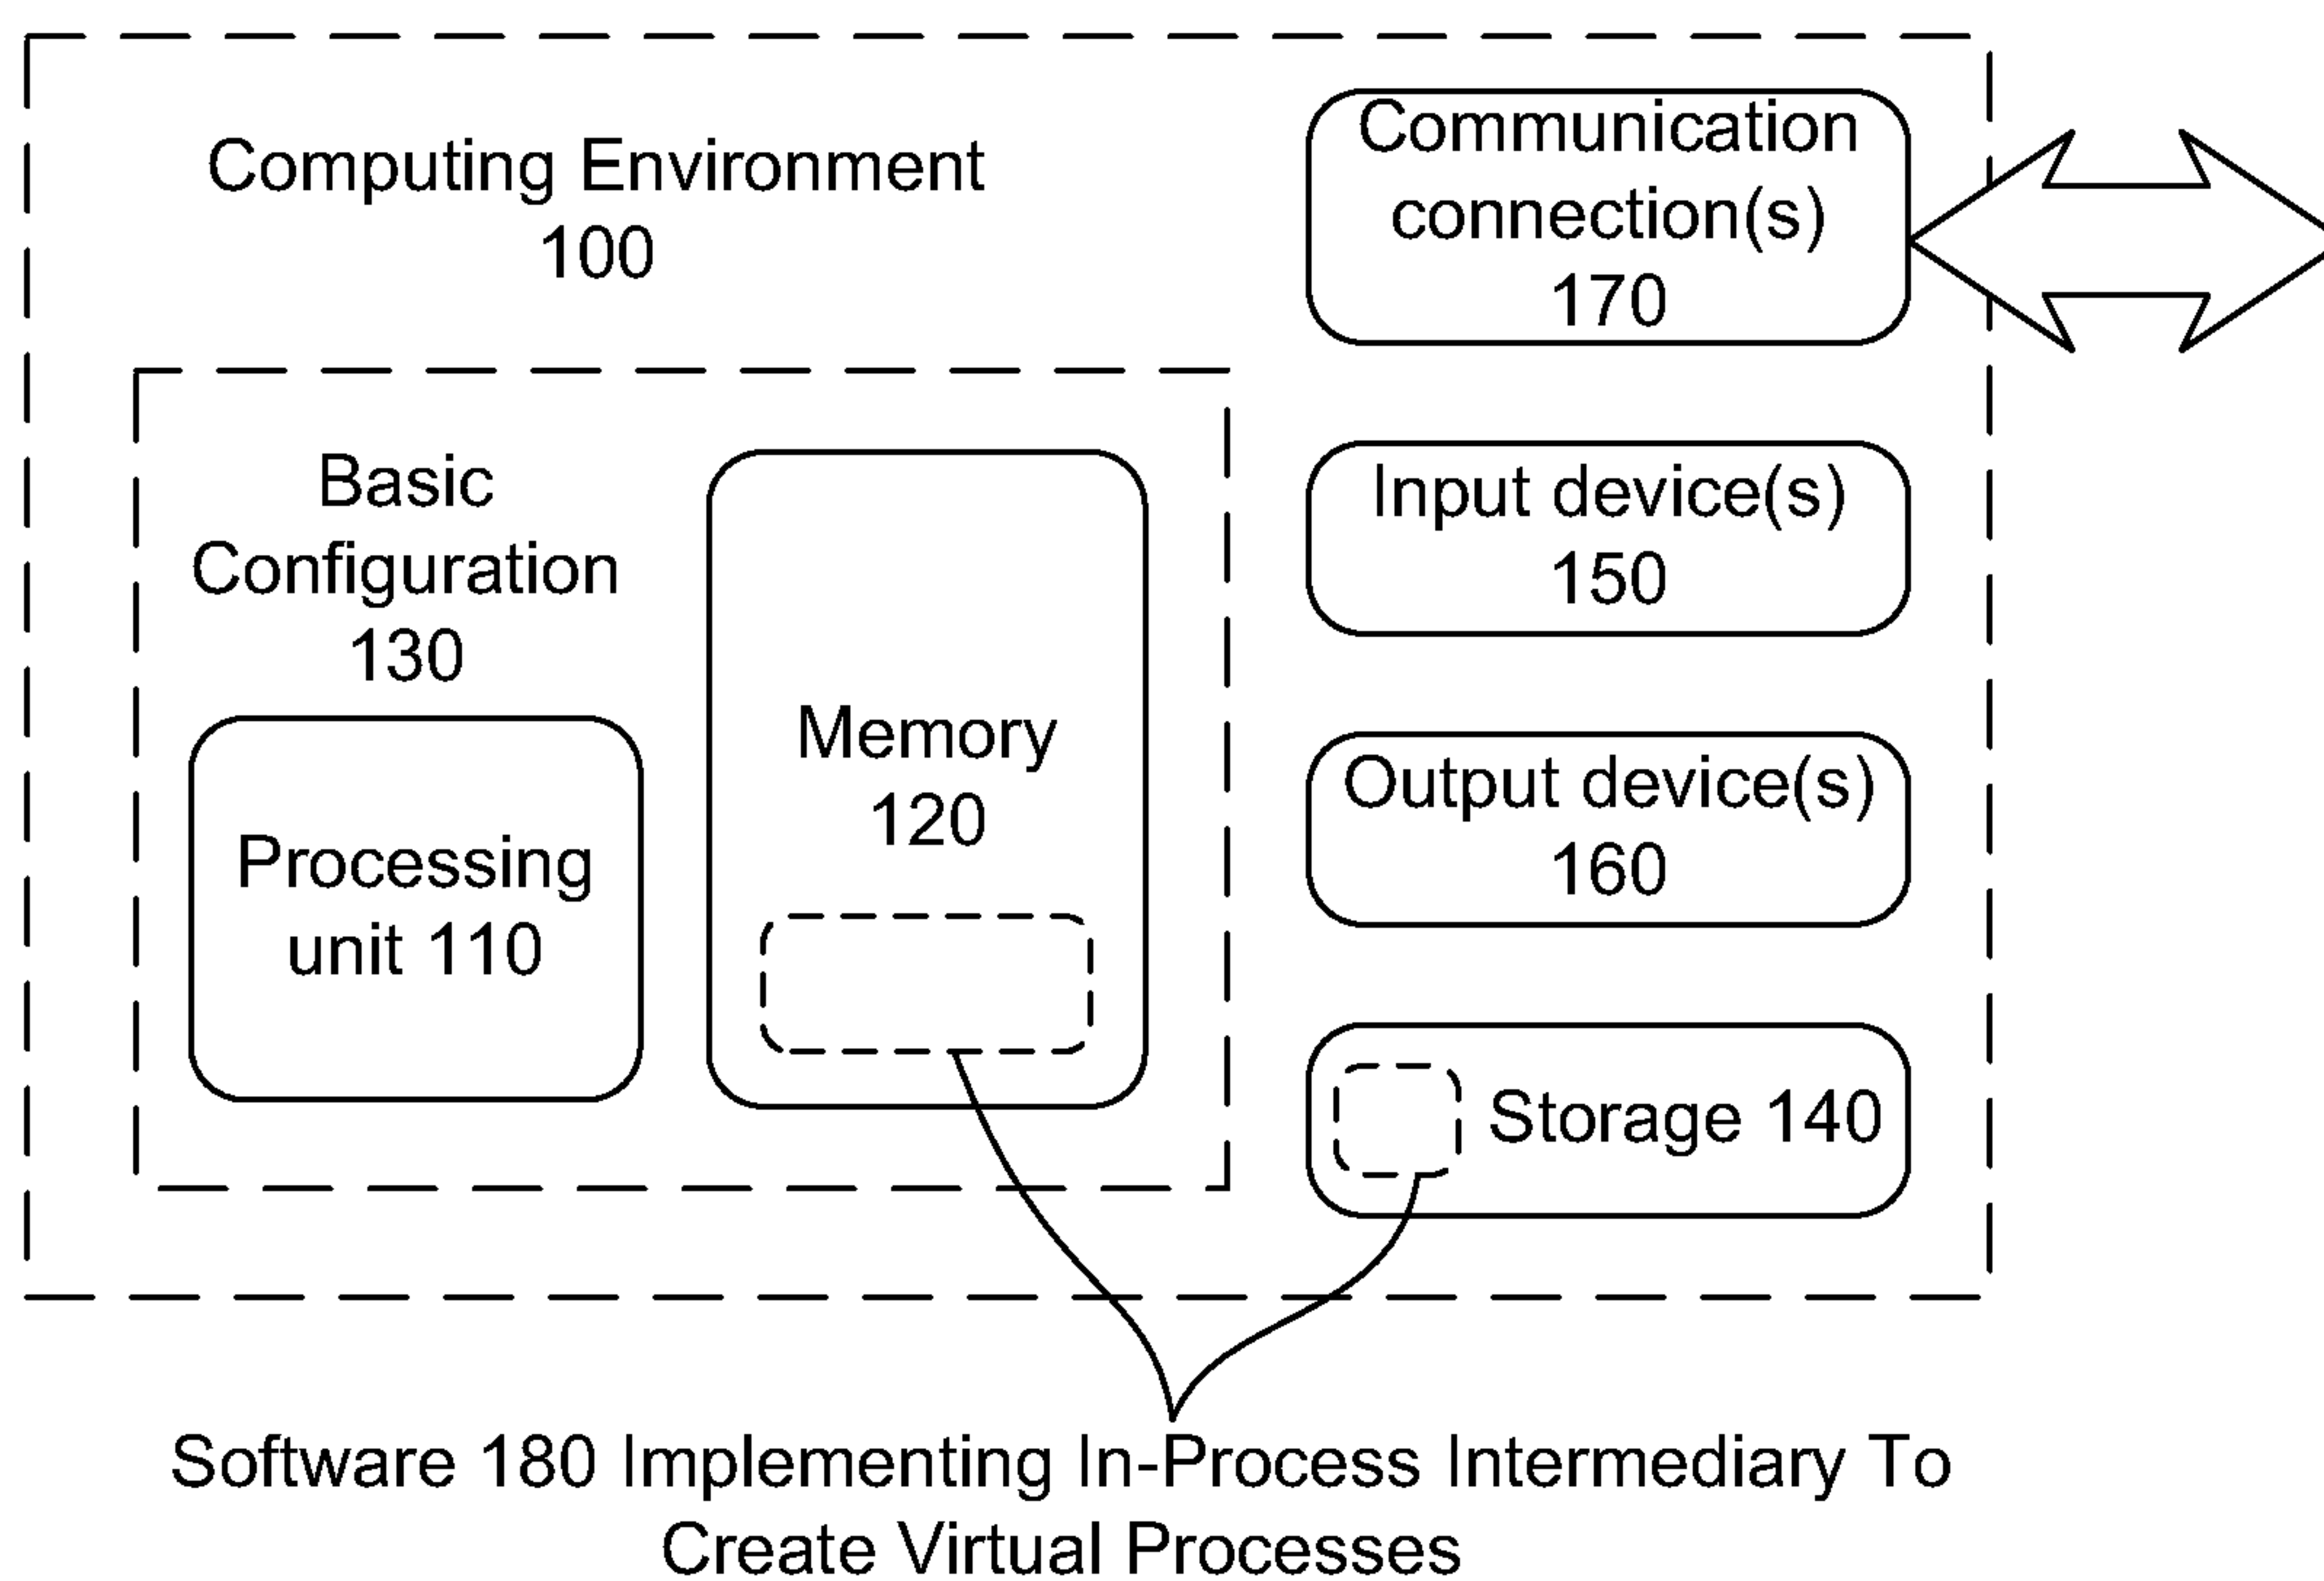 Computing Environment
100
Communication
connection(s)
170
Basic
Configuration
130
Processing
unit 110
Memory
120
Input device(s)
150
Output device(s)
160
Storage 140
Software 180 Implementing In-Process Intermediary To
Create Virtual Processes